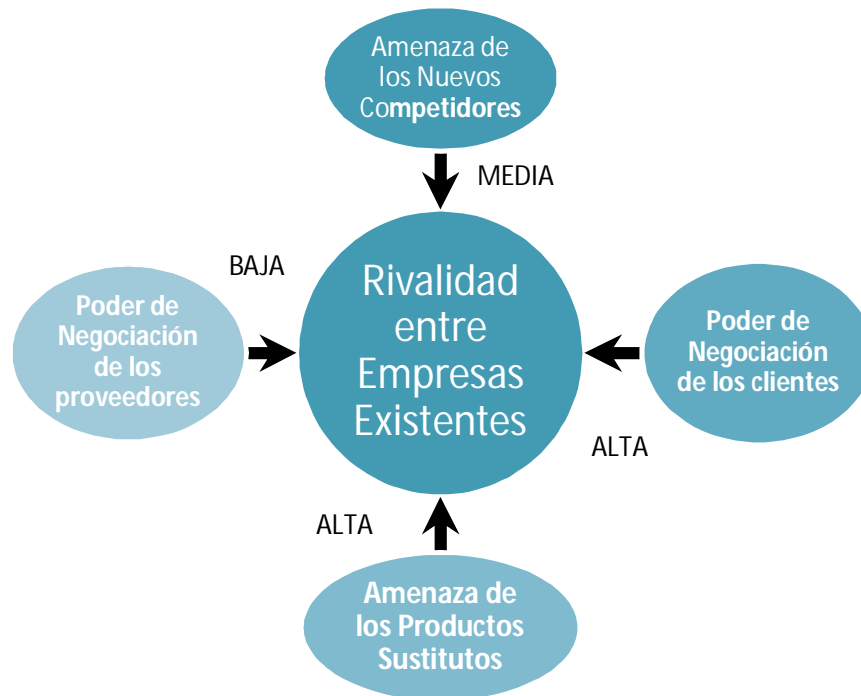 Amenaza de
los Nuevos
Competidores
MEDIA
BAJA
Poder de
Negociación
de los
proveedores
Rivalidad
entre
Empresas
Existentes
Poder de
Negociación
de los clientes
ALTA
ALTA
Amenaza de
los Productos
Sustitutos